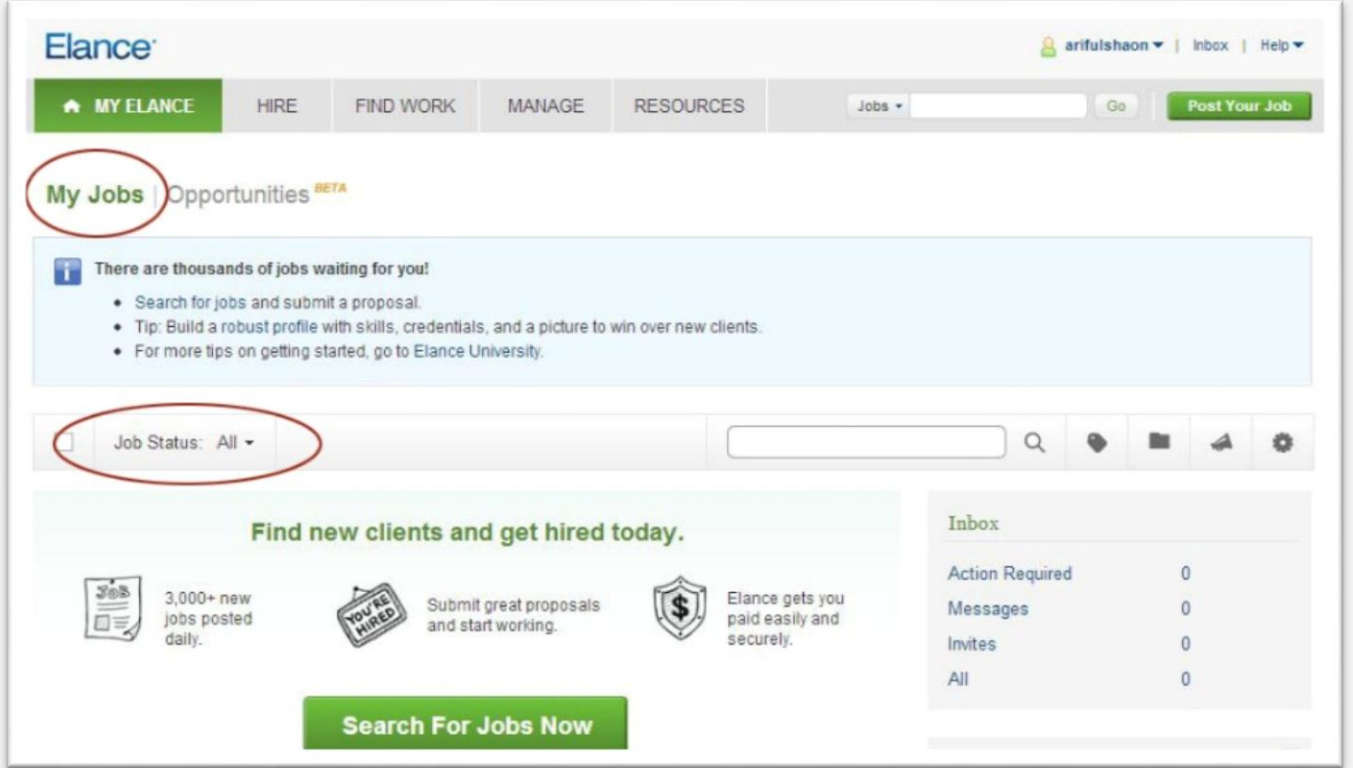 Elance
arifulshaon | Inbox | Help
MY ELANCE HIRE FIND WORK MANAGE RESOURCES Jobs Go Post Your Job
My Jobs | Opportunities BETA
There are thousands of jobs waiting for you!
• Search for jobs and submit a proposal.
• Tip: Build a robust profile with skills, credentials, and a picture to win over new clients.
• For more tips on getting started, go to Elance University.
Job Status: All
Find new clients and get hired today.
JOB
3,000+ new
jobs posted
daily.
YOU'RE
HIRED
Submit great proposals
and start working.
$
Elance gets you
paid easily and
securely.
Search For Jobs Now
Inbox
Action Required 0
Messages 0
Invites 0
All 0